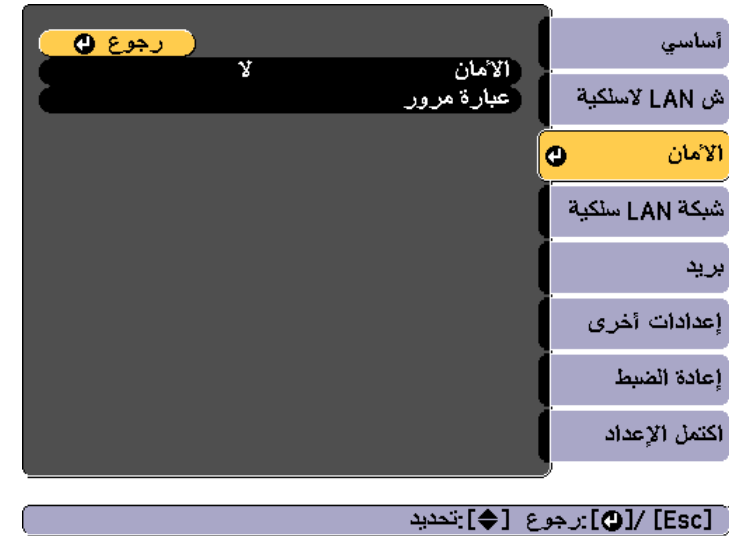 أساسي
ش LAN لاسلكية
الأمان
شبكة LAN سلكية
بريد
إعدادات أخرى
إعادة الضبط
اكتمل الإعداد
رجوع
الأمان لا
عبارة مرور
[Esc] /[⏎]:رجوع [◆]:تحديد